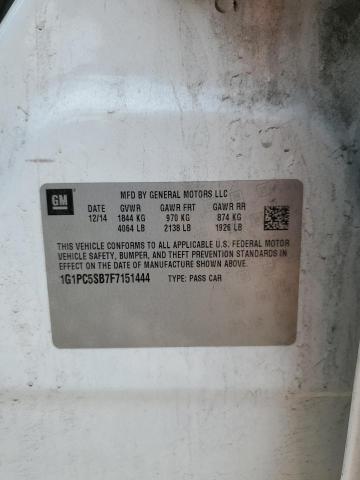 GM
MFD BY GENERAL MOTORS LLC
DATE GVWR GAWR FRT GAWR RR
12/14 1844 KG 970 KG 874 KG
4064 LB 2138 LB 1926 LB
THIS VEHICLE CONFORMS TO ALL APPLICABLE U.S. FEDERAL MOTOR
VEHICLE SAFETY, BUMPER, AND THEFT PREVENTION STANDARDS
IN EFFECT ON THE DATE OF MANUFACTURE SHOWN ABOVE.
1G1PC5SB7F7151444 TYPE: PASS CAR